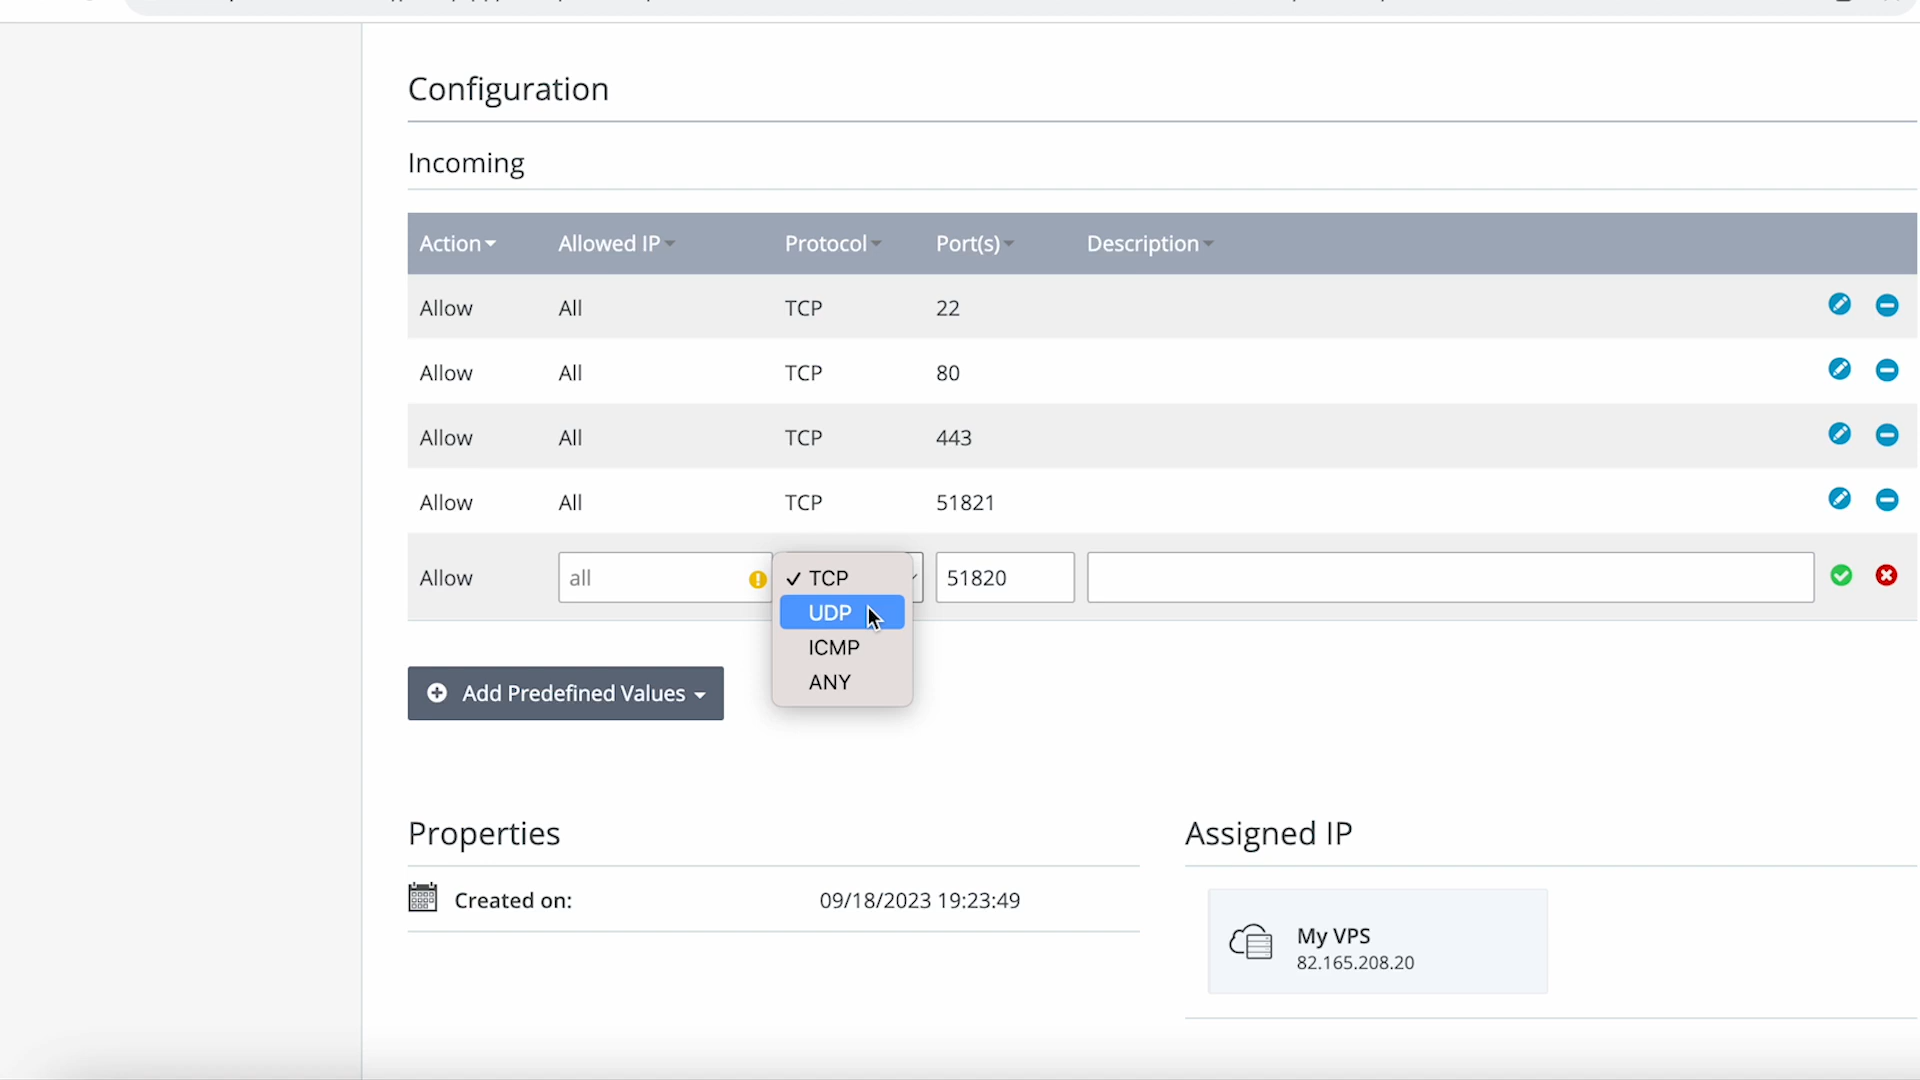 Configuration
Incoming
Action Allowed IP Protocol Port(s) Description
Allow All TCP 22
Allow All TCP 80
Allow All TCP 443
Allow All TCP 51821
Allow all ✓ TCP 51820
UDP
ICMP
ANY
Add Predefined Values
Properties
Created on: 09/18/2023 19:23:49
Assigned IP
My VPS
82.165.208.20